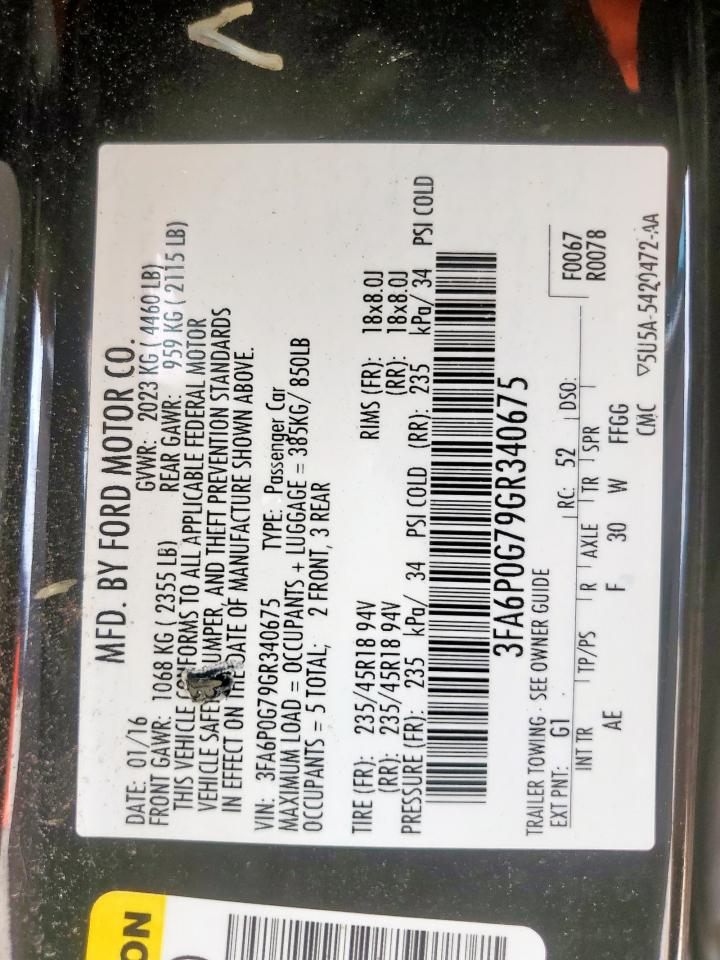 MFD. BY FORD MOTOR CO.
DATE: 01/16 GVWR: 2023 KG ( 4460 LB)
FRONT GAWR: 1068 KG ( 2355 LB) REAR GAWR: 959 KG ( 2115 LB)
THIS VEHICLE TO ALL APPLICABLE FEDERAL MOTOR
VEHICLE AND THEFT PREVENTION STANDARDS
IN EFFECT ON THE DATE OF MANUFACTURE SHOWN ABOVE.
VIN: 3FA6P0G79GR340675 TYPE: Passenger Car
MAXIMUM LOAD = OCCUPANTS + LUGGAGE = 385KG/ 850LB
OCCUPANTS = 5 TOTAL; 2 FRONT, 3 REAR
TIRE (FR): 235/45R18 94V RIMS (FR): 18x8.0J
(RR): 235/45R18 94V (RR): 18x8.0J
PRESSURE (FR): 235 kPa/ 34 PSI COLD (RR): 235 kPa/ 34 PSI COLD
3FA6P0G79GR340675
TRAILER TOWING - SEE OWNER GUIDE
EXT PNT: G1 RC: 52 DSO: F0067
R0078
INT TR TP/PS R AXLE TR SPR
AE F 30 W FFGG
CMC ▽5U5A-5420472-AA
ON